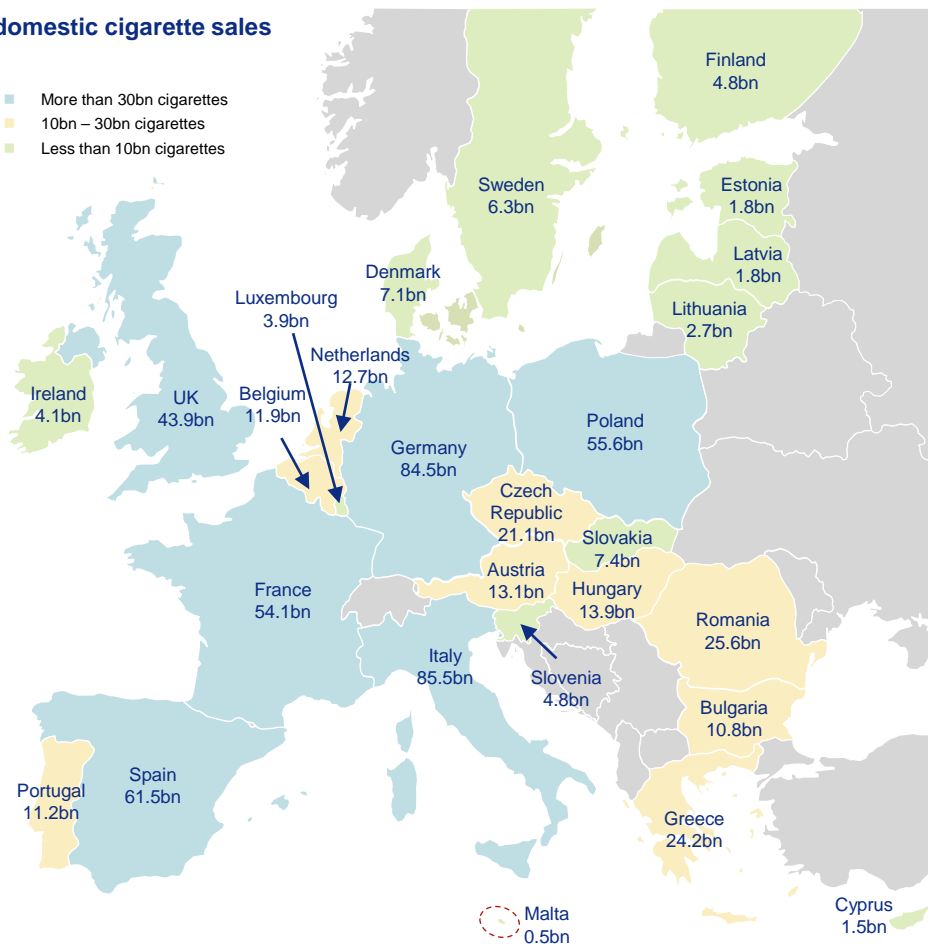 domestic cigarette sales
More than 30bn cigarettes
10bn – 30bn cigarettes
Less than 10bn cigarettes
Finland
4.8bn
Sweden
6.3bn
Estonia
1.8bn
Latvia
1.8bn
Lithuania
2.7bn
Denmark
7.1bn
Luxembourg
3.9bn
Netherlands
12.7bn
Belgium
11.9bn
Ireland
4.1bn
UK
43.9bn
Germany
84.5bn
Poland
55.6bn
Czech
Republic
21.1bn
Slovakia
7.4bn
Austria
13.1bn
Hungary
13.9bn
France
54.1bn
Romania
25.6bn
Italy
85.5bn
Slovenia
4.8bn
Bulgaria
10.8bn
Portugal
11.2bn
Spain
61.5bn
Greece
24.2bn
Malta
0.5bn
Cyprus
1.5bn